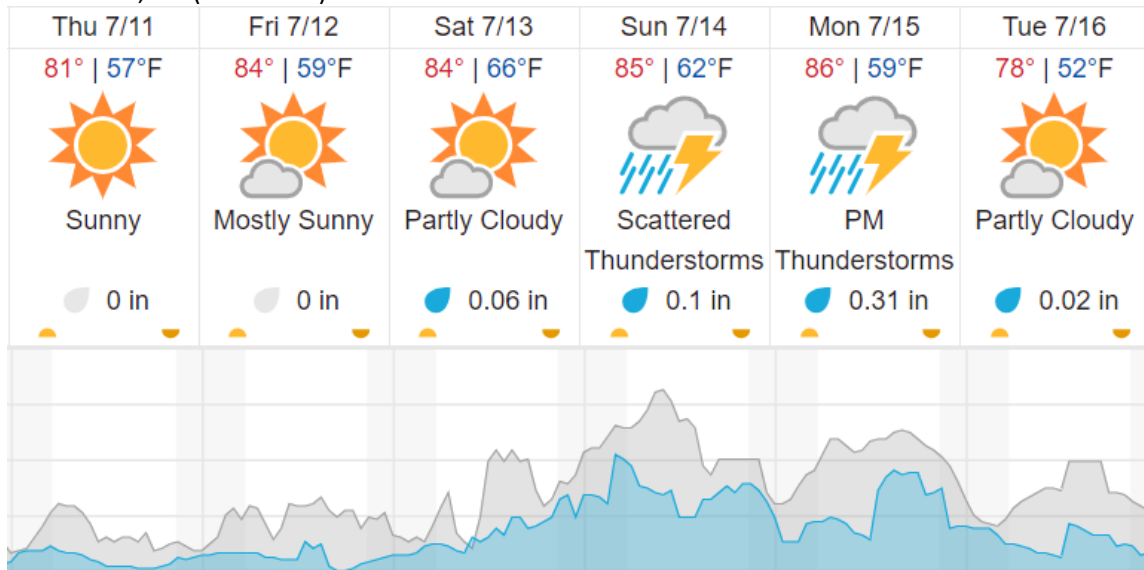 Thu 7/11
Fri 7/12
Sat 7/13
Sun 7/14
Mon 7/15
Tue 7/16
81° | 57°F
84° | 59°F
84° | 66°F
85° | 62°F
86° | 59°F
78° | 52°F
Sunny
Mostly Sunny
Partly Cloudy
Scattered
Thunderstorms
PM
Thunderstorms
Partly Cloudy
0 in
0 in
0.06 in
0.1 in
0.31 in
0.02 in